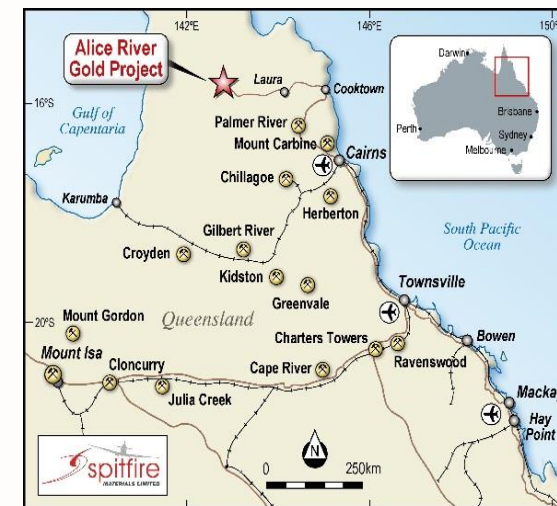 142°E
146°E
150°E
Alice River
Gold Project
Darwin
Brisbane
Perth
Sydney
Melbourne
16°S
Laura
Cooktown
Gulf of
Capentaria
Palmer River
Mount Carbine
Cairns
Chillagoe
Herberton
Karumba
South Pacific
Ocean
Gilbert River
Croyden
Kidston
Greenvale
Townsville
Mount Gordon
20°S
Queensland
Bowen
Charters Towers
Ravenswood
Mount Isa
Cloncurry
Cape River
Julia Creek
Mackay
Hay
Point
spitfire
MATERIALS LIMITED
N
0
250km